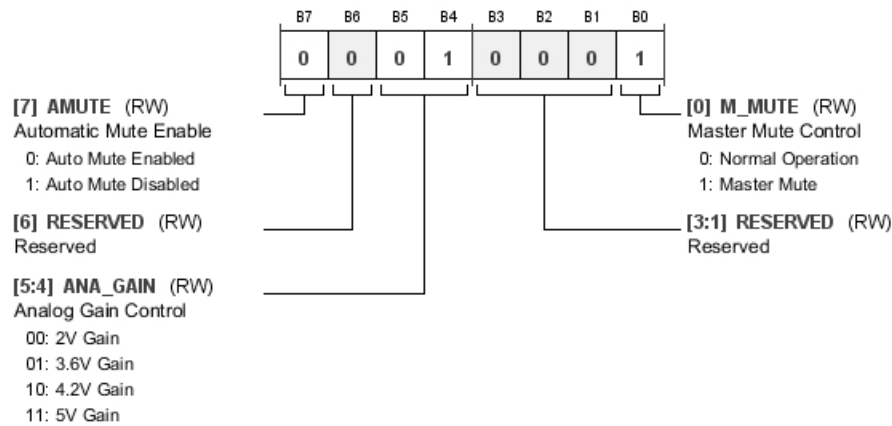 B7 B6 B5 B4 B3 B2 B1 B0
0 0 0 1 0 0 0 1
[7] AMUTE (RW)
Automatic Mute Enable
0: Auto Mute Enabled
1: Auto Mute Disabled
[6] RESERVED (RW)
Reserved
[5:4] ANA_GAIN (RW)
Analog Gain Control
00: 2V Gain
01: 3.6V Gain
10: 4.2V Gain
11: 5V Gain
[0] M_MUTE (RW)
Master Mute Control
0: Normal Operation
1: Master Mute
[3:1] RESERVED (RW)
Reserved